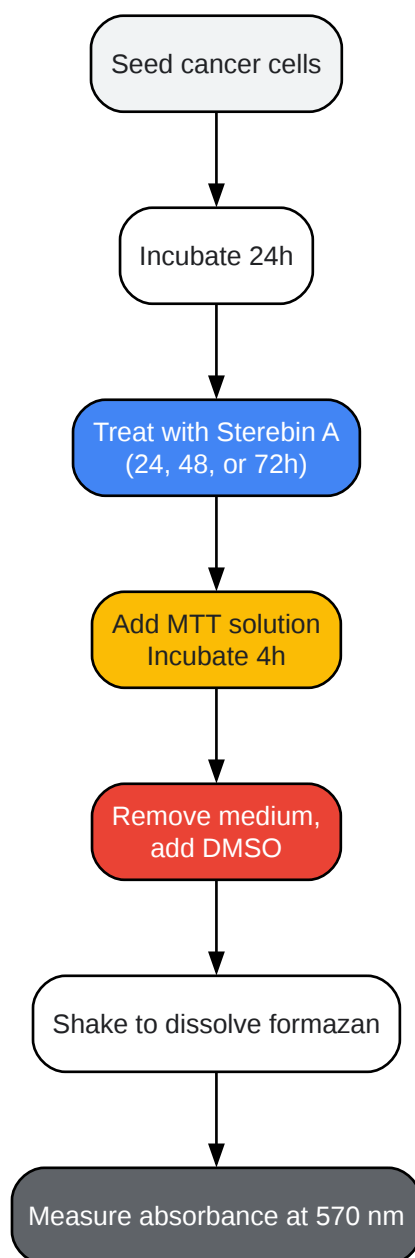 Seed cancer cells
Incubate 24h
Treat with Sterebin A
(24, 48, or 72h)
Add MTT solution
Incubate 4h
Remove medium,
add DMSO
Shake to dissolve formazan
Measure absorbance at 570 nm